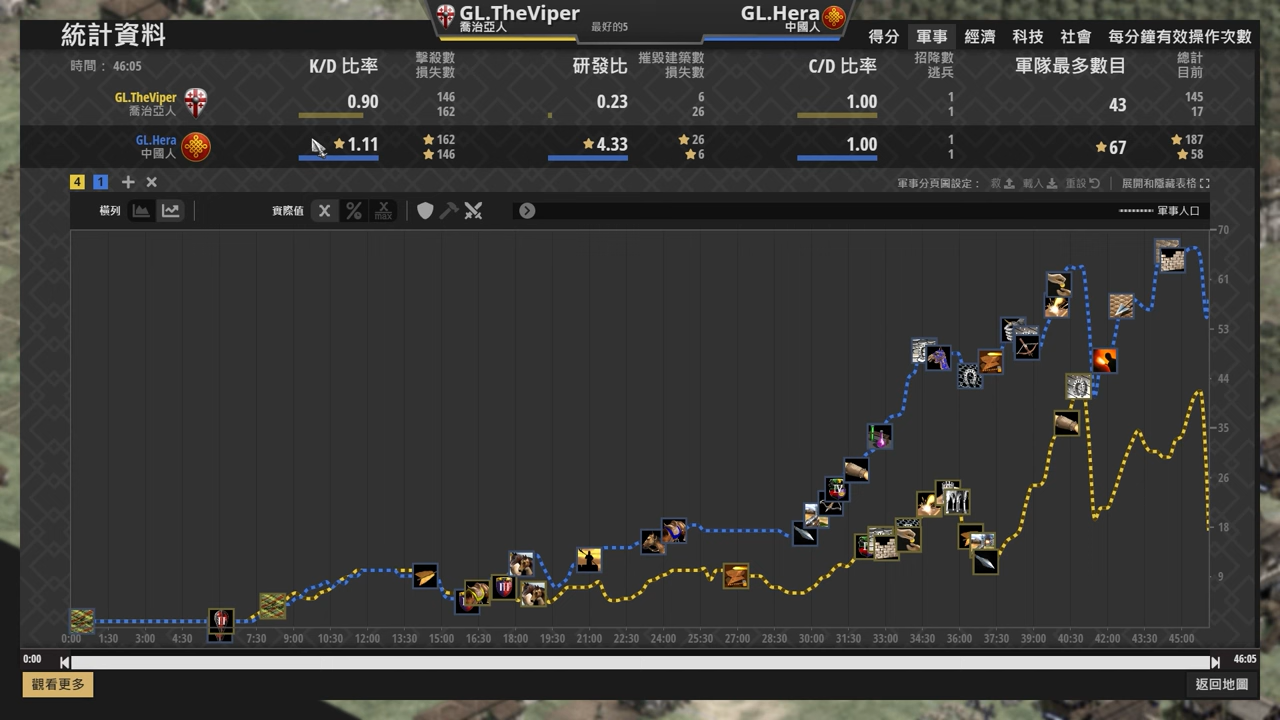 GL.TheViper
喬治亞人
最好的5
GL.Hera
中國人
統計資料
得分 軍事 經濟 科技 社會 每分鐘有效操作次數
時間： 46:05
K/D 比率
擊殺數
損失數
研發比
摧毀建築數
損失數
C/D 比率
招降數
逃兵
軍隊最多數目
總計
目前
GL.TheViper
喬治亞人
0.90
146
162
0.23
6
26
1.00
1
1
43
145
17
GL.Hera
中國人
1.11
162
146
4.33
26
6
1.00
1
1
67
187
58
4 1
軍事分頁圖設定： 載入 重設 展開和隱藏表格
橫列 實際值 X % X max 軍事人口
70
61
53
44
35
26
18
9
0:00 1:30 3:00 4:30 7:30 9:00 10:30 12:00 13:30 15:00 16:30 18:00 19:30 21:00 22:30 24:00 25:30 27:00 28:30 30:00 31:30 33:00 34:30 36:00 37:30 39:00 40:30 42:00 43:30 45:00
0:00 46:05
觀看更多 返回地圖